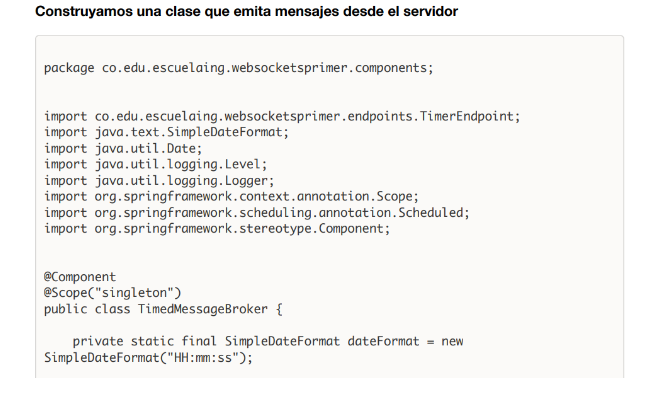 Construyamos una clase que emita mensajes desde el servidor
package co.edu.escuelaing.websocketsprimer.components;
import co.edu.escuelaing.websocketsprimer.endpoints.TimerEndpoint;
import java.text.SimpleDateFormat;
import java.util.Date;
import java.util.logging.Level;
import java.util.logging.Logger;
import org.springframework.context.annotation.Scope;
import org.springframework.scheduling.annotation.Scheduled;
import org.springframework.stereotype.Component;
@Component
@Scope("singleton")
public class TimedMessageBroker {
private static final SimpleDateFormat dateFormat = new
SimpleDateFormat("HH:mm:ss");